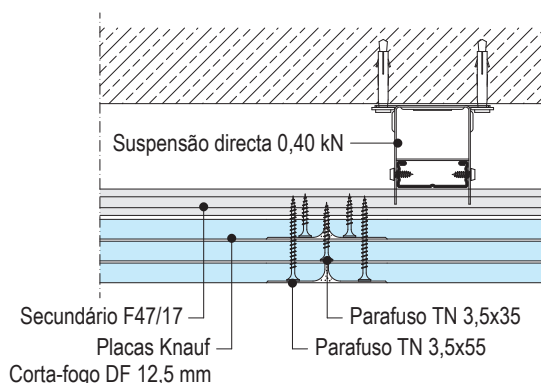 Suspensão directa 0,40 kN
Secundário F47/17
Parafuso TN 3,5x35
Placas Knauf
Parafuso TN 3,5x55
Corta-fogo DF 12,5 mm